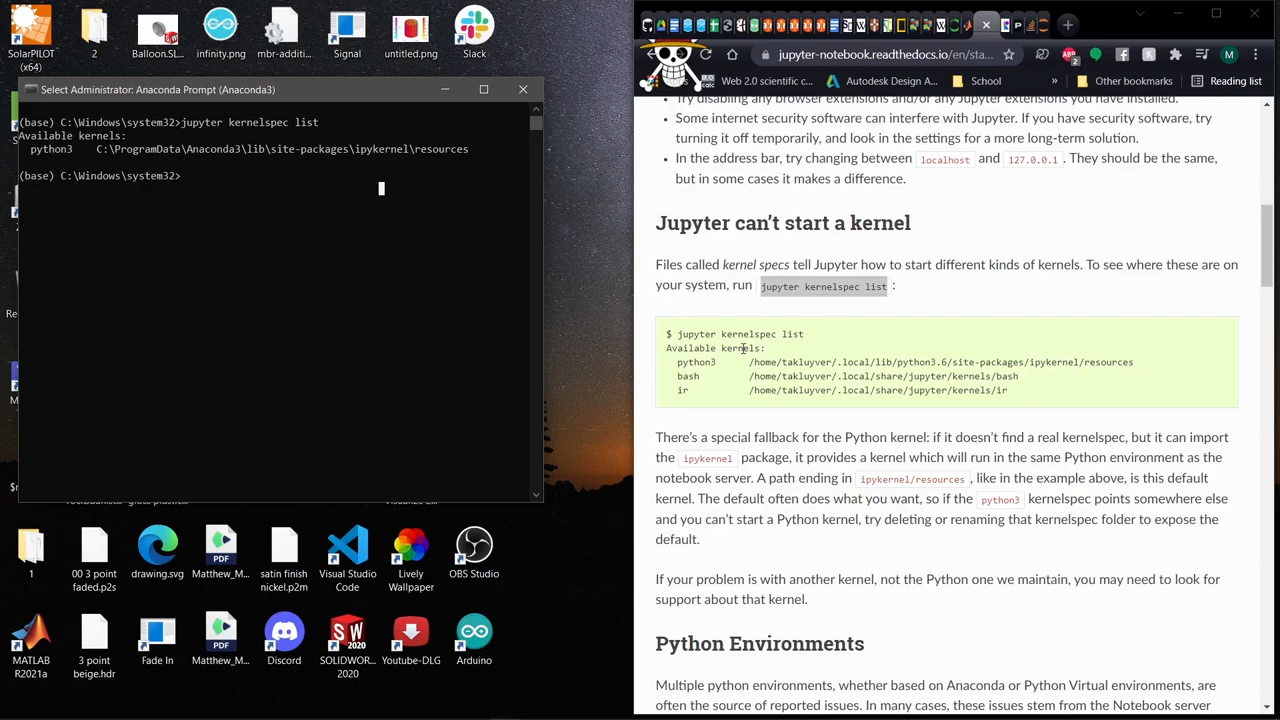 SolarPILOT
(x64)
2
Balloon.SL...
infinity.png
mbr-additi...
Signal
untitled.png
Slack
Select Administrator: Anaconda Prompt (Anaconda3)
(base) C:\Windows\system32>jupyter kernelspec list
Available kernels:
python3 C:\ProgramData\Anaconda3\lib\site-packages\ipykernel\resources
(base) C:\Windows\system32>
1
00 3 point
faded.p2s
drawing.svg
PDF
Matthew_M...
satin finish
nickel.p2m
Visual Studio
Code
Lively
Wallpaper
OBS Studio
MATLAB
R2021a
3 point
beige.hdr
Fade In
PDF
Matthew_M...
Discord
SW
2020
SOLIDWOR...
2020
Youtube-DLG
Arduino
jupyter-notebook.readthedocs.io/en/sta...
M
Web 2.0 scientific c...
Autodesk Design A...
School
»
Other bookmarks
Reading list
Try disabling any browser extensions and/or any Jupyter extensions you have installed.
• Some internet security software can interfere with Jupyter. If you have security software, try
turning it off temporarily, and look in the settings for a more long-term solution.
• In the address bar, try changing between localhost and 127.0.0.1. They should be the same,
but in some cases it makes a difference.
Jupyter can’t start a kernel
Files called kernel specs tell Jupyter how to start different kinds of kernels. To see where these are on
your system, run jupyter kernelspec list :
$ jupyter kernelspec list
Available kernels:
python3 /home/takluyver/.local/lib/python3.6/site-packages/ipykernel/resources
bash /home/takluyver/.local/share/jupyter/kernels/bash
ir /home/takluyver/.local/share/jupyter/kernels/ir
There’s a special fallback for the Python kernel: if it doesn’t find a real kernelspec, but it can import
the ipykernel package, it provides a kernel which will run in the same Python environment as the
notebook server. A path ending in ipykernel/resources, like in the example above, is this default
kernel. The default often does what you want, so if the python3 kernelspec points somewhere else
and you can’t start a Python kernel, try deleting or renaming that kernelspec folder to expose the
default.
If your problem is with another kernel, not the Python one we maintain, you may need to look for
support about that kernel.
Python Environments
Multiple python environments, whether based on Anaconda or Python Virtual environments, are
often the source of reported issues. In many cases, these issues stem from the Notebook server